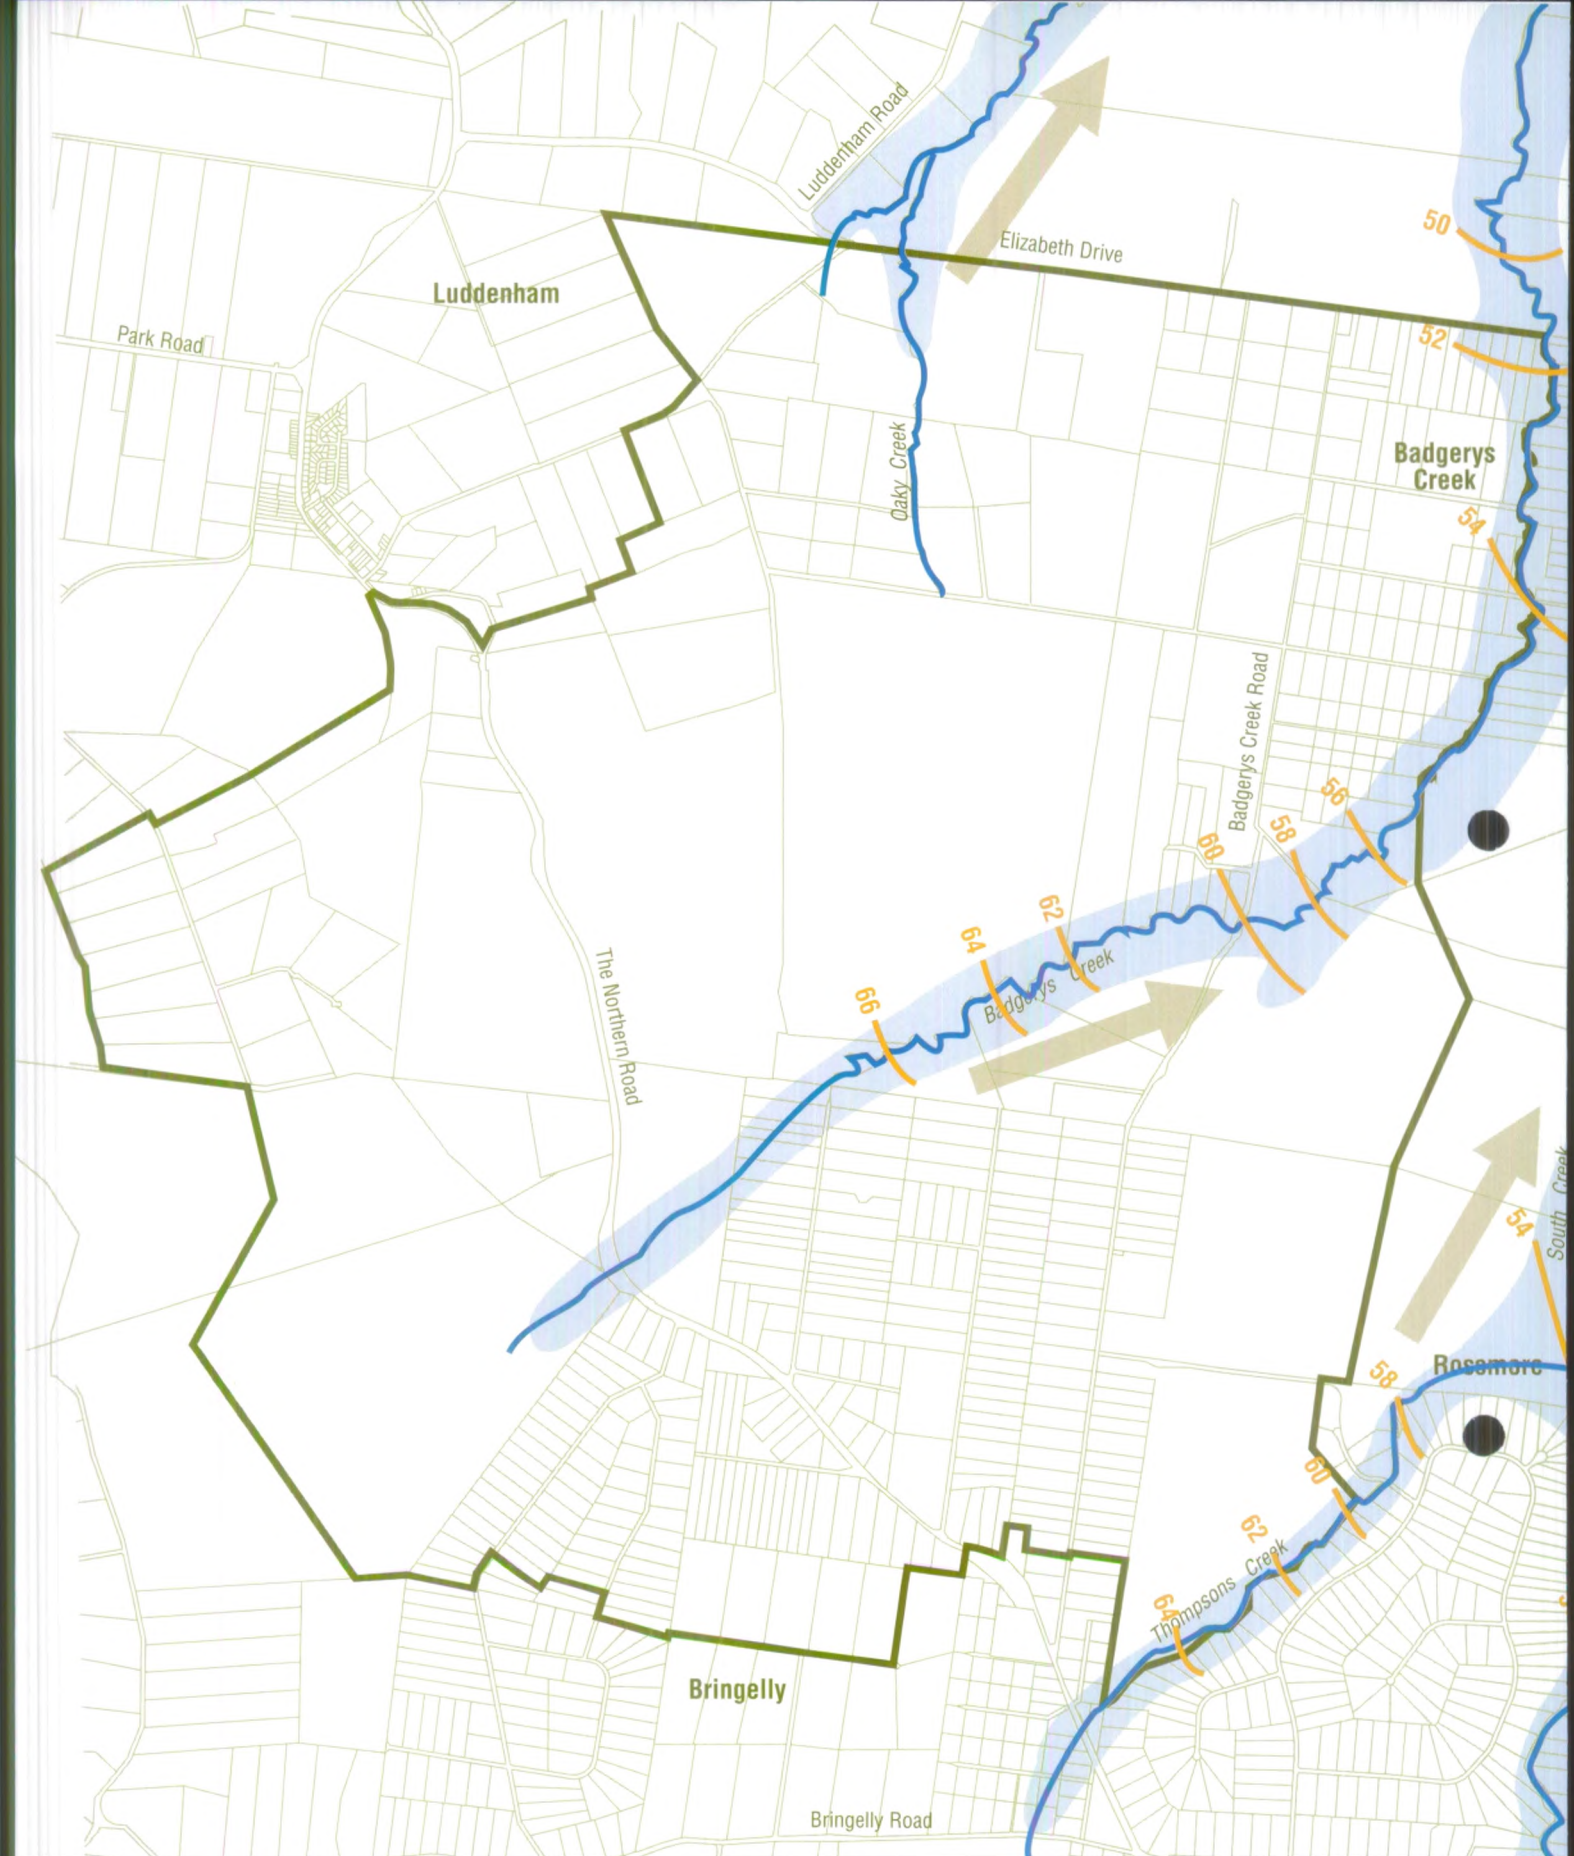 Luddenham Road
50
Elizabeth Drive
Luddenham
Park Road
52
Oaky Creek
Badgerys
Creek
54
Badgerys Creek Road
56
58
60
62
64
66
Badgerys Creek
The Northern Road
South Creek
54
Rossmore
58
60
62
Thompsons Creek
64
Bringelly
Bringelly Road